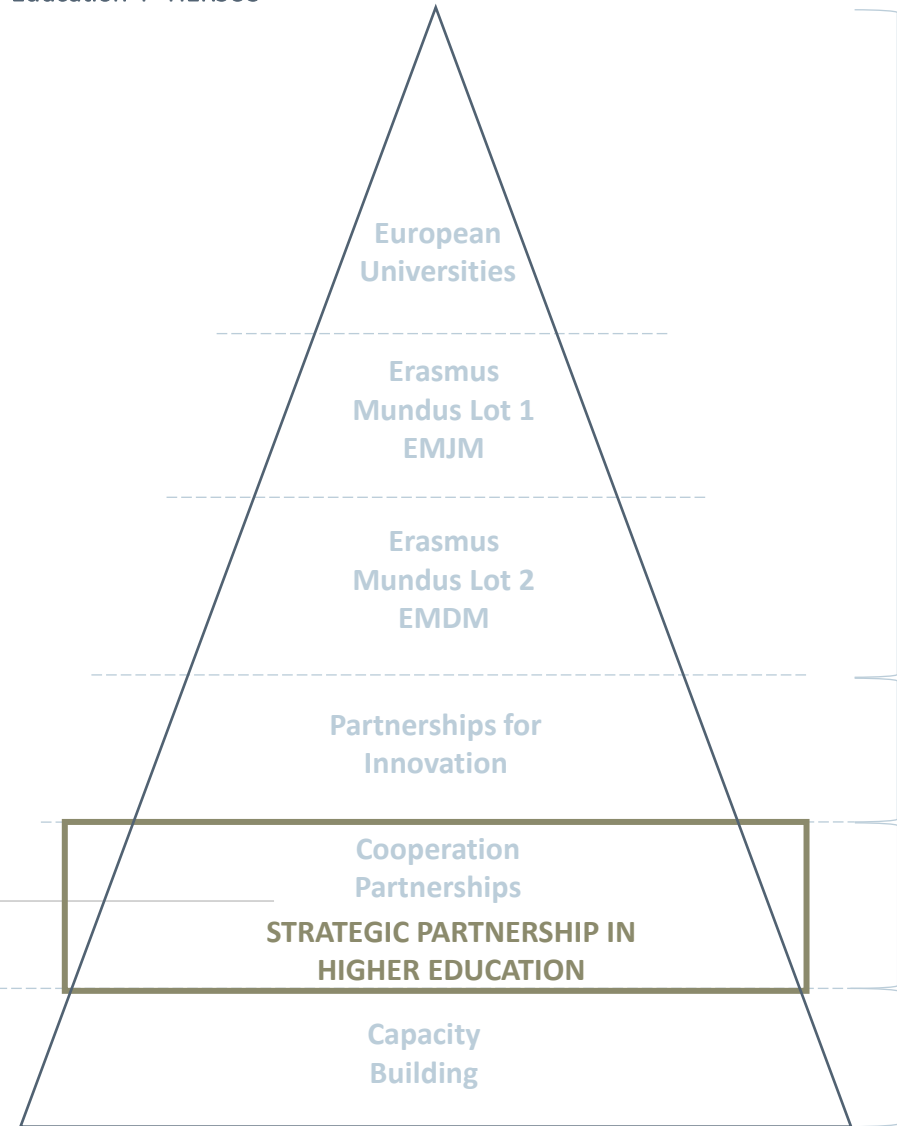 European
Universities
Erasmus
Mundus Lot 1
EMJM
Erasmus
Mundus Lot 2
EMDM
Partnerships for
Innovation
Cooperation
Partnerships
STRATEGIC PARTNERSHIP IN
HIGHER EDUCATION
Capacity
Building